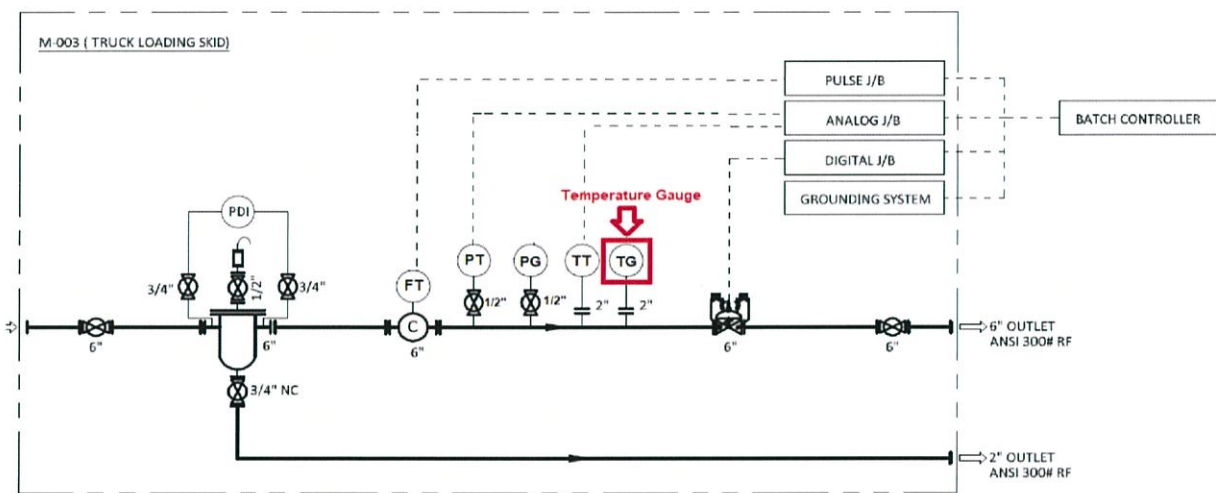 M-003 ( TRUCK LOADING SKID)
PULSE J/B
ANALOG J/B
BATCH CONTROLLER
DIGITAL J/B
GROUNDING SYSTEM
Temperature Gauge
PDI
PT
PG
TT
TG
FT
3/4"
1/2"
3/4"
1/2"
1/2"
2"
2"
C
6"
6"
6"
6"
6"
6" OUTLET
ANSI 300# RF
3/4" NC
2" OUTLET
ANSI 300# RF